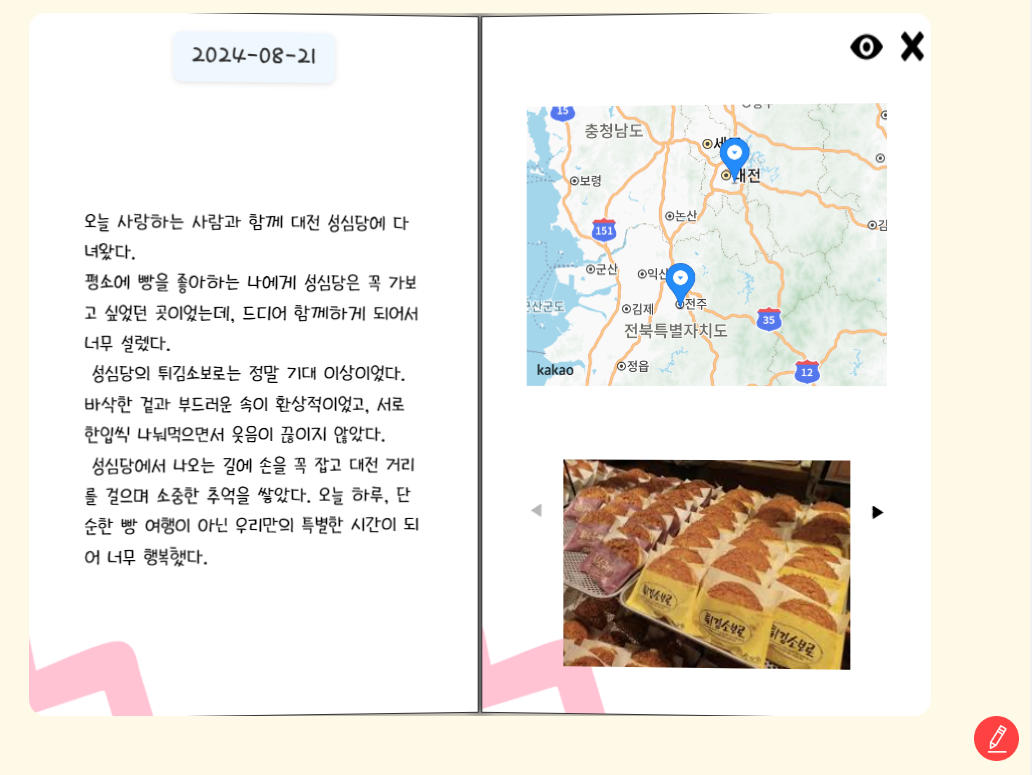 2024-08-21
오늘 사랑하는 사람과 함께 대전 성심당에 다
녀왔다.
평소에 빵을 좋아하는 나에게 성심당은 꼭 가보
고 싶었던 곳이었는데, 드디어 함께하게 되어서
너무 설렜다.
성심당의 튀김소보로는 정말 기대 이상이었다.
바삭한 겉과 부드러운 속이 환상적이었고, 서로
한입씩 나눠먹으면서 웃음이 끊이지 않았다.
성심당에서 나오는 길에 손을 꼭 잡고 대전 거리
를 걸으며 소중한 추억을 쌓았다. 오늘 하루, 단
순한 빵 여행이 아닌 우리만의 특별한 시간이 되
어 너무 행복했다.
15
충청남도
대전
보령
논산
151
군산
익산
전주
김제
35
전북특별자치도
정읍
12
kakao
튀김소보로
튀김소보로
튀김소보로